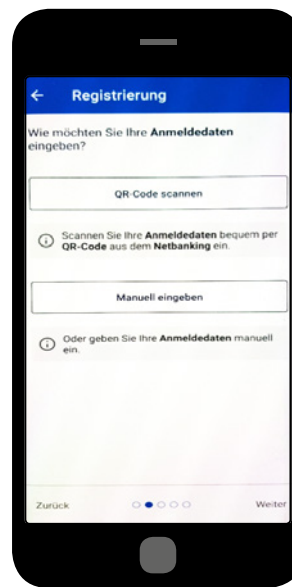 Registrierung
Wie möchten Sie Ihre Anmeldedaten
eingeben?
QR-Code scannen
Scannen Sie Ihre Anmeldedaten bequem per
QR-Code aus dem Netbanking ein.
Manuell eingeben
Oder geben Sie Ihre Anmeldedaten manuell
ein.
Zurück
Weiter